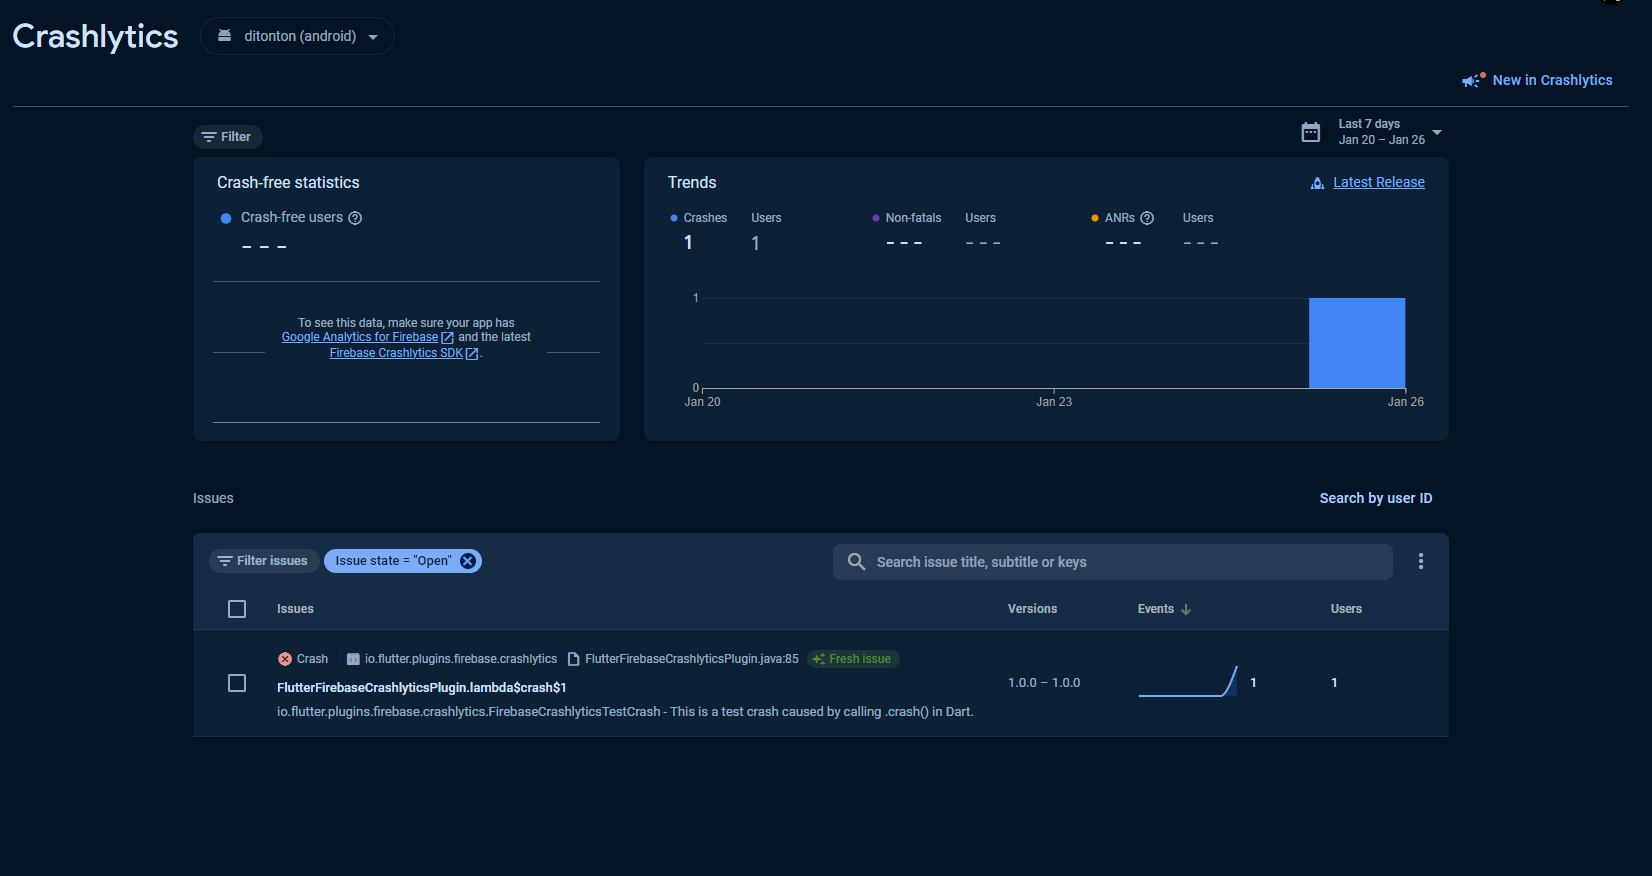 Crashlytics
ditonton (android)
New in Crashlytics
Filter
Last 7 days
Jan 20 – Jan 26
Crash-free statistics
Crash-free users
– – –
To see this data, make sure your app has
Google Analytics for Firebase and the latest
Firebase Crashlytics SDK .
Trends
Latest Release
Crashes Users Non-fatals Users ANRs Users
1 1 - - - - - - - - - - - -
1
0
Jan 20 Jan 23 Jan 26
Issues
Search by user ID
Filter issues Issue state = "Open" Search issue title, subtitle or keys
Issues Versions Events Users
Crash io.flutter.plugins.firebase.crashlytics FlutterFirebaseCrashlyticsPlugin.java:85 Fresh issue
FlutterFirebaseCrashlyticsPlugin.lambda$crash$1 1.0.0 – 1.0.0 1 1
io.flutter.plugins.firebase.crashlytics.FirebaseCrashlyticsTestCrash - This is a test crash caused by calling .crash() in Dart.